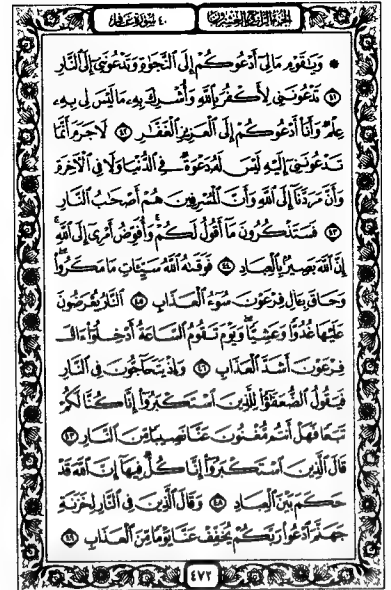 الجزء الرابع والعشرون
٤٠ سورة غافر
۞ وَيَٰقَوْمِ مَا لِىٓ أَدْعُوكُمْ إِلَى ٱلنَّجَوٰةِ وَتَدْعُونَنِىٓ إِلَى ٱلنَّارِ
٤١ تَدْعُونَنِى لِأَكْفُرَ بِٱللَّهِ وَأُشْرِكَ بِهِۦ مَا لَيْسَ لِى بِهِۦ
عِلْمٌ وَأَنَا۠ أَدْعُوكُمْ إِلَى ٱلْعَزِيزِ ٱلْغَفَّٰرِ ٤٢ لَا جَرَمَ أَنَّمَا
تَدْعُونَنِىٓ إِلَيْهِ لَيْسَ لَهُۥ دَعْوَةٌ فِى ٱلدُّنْيَا وَلَا فِى ٱلْءَاخِرَةِ
وَأَنَّ مَرَدَّنَآ إِلَى ٱللَّهِ وَأَنَّ ٱلْمُسْرِفِينَ هُمْ أَصْحَٰبُ ٱلنَّارِ
٤٣ فَسَتَذْكُرُونَ مَآ أَقُولُ لَكُمْ وَأُفَوِّضُ أَمْرِىٓ إِلَى ٱللَّهِ
إِنَّ ٱللَّهَ بَصِيرٌۢ بِٱلْعِبَادِ ٤٤ فَوَقَىٰهُ ٱللَّهُ سَيِّـَٔاتِ مَا مَكَرُوا۟
وَحَاقَ بِـَٔالِ فِرْعَوْنَ سُوٓءُ ٱلْعَذَابِ ٤٥ ٱلنَّارُ يُعْرَضُونَ
عَلَيْهَا غُدُوًّا وَعَشِيًّا وَيَوْمَ تَقُومُ ٱلسَّاعَةُ أَدْخِلُوٓا۟ ءَالَ
فِرْعَوْنَ أَشَدَّ ٱلْعَذَابِ ٤٦ وَإِذْ يَتَحَآجُّونَ فِى ٱلنَّارِ
فَيَقُولُ ٱلضُّعَفَٰٓؤُا۟ لِلَّذِينَ ٱسْتَكْبَرُوٓا۟ إِنَّا كُنَّا لَكُمْ
تَبَعًا فَهَلْ أَنتُم مُّغْنُونَ عَنَّا نَصِيبًا مِّنَ ٱلنَّارِ ٤٧
قَالَ ٱلَّذِينَ ٱسْتَكْبَرُوٓا۟ إِنَّا كُلٌّ فِيهَآ إِنَّ ٱللَّهَ قَدْ
حَكَمَ بَيْنَ ٱلْعِبَادِ ٤٨ وَقَالَ ٱلَّذِينَ فِى ٱلنَّارِ لِخَزَنَةِ
جَهَنَّمَ ٱدْعُوا۟ رَبَّكُمْ يُخَفِّفْ عَنَّا يَوْمًا مِّنَ ٱلْعَذَابِ ٤٩
٤٧٢